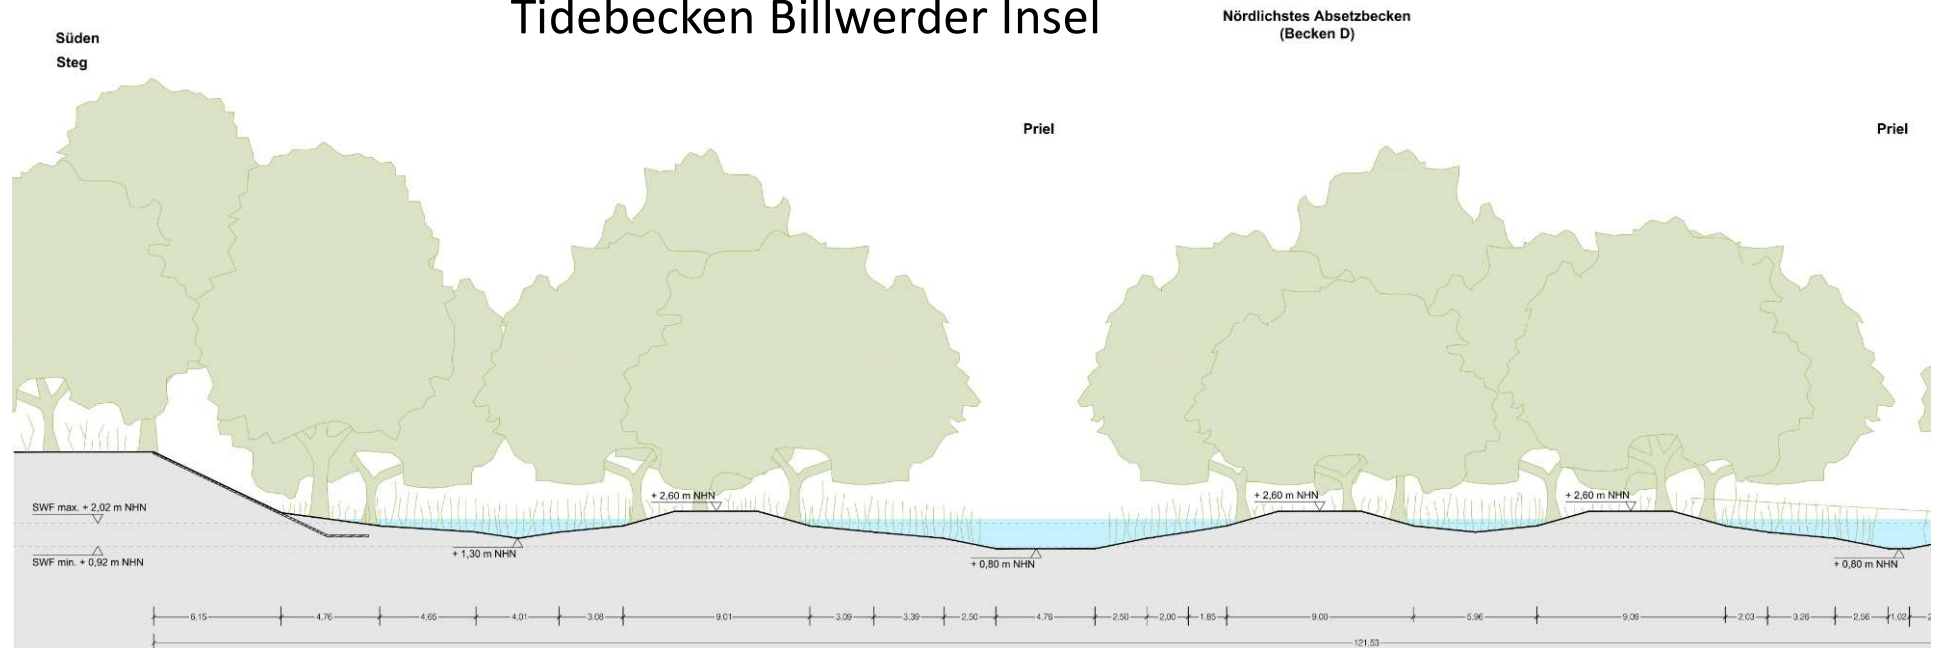 Tidebecken Billwerder Insel
Nördlichstes Absetzbecken
(Becken D)
Süden
Steg
Priel
Priel
+ 2,60 m NHN
+ 2,60 m NHN
+ 2,60 m NHN
SWF max. + 2,02 m NHN
+ 1,30 m NHN
SWF min. + 0,92 m NHN
+ 0,80 m NHN
+ 0,80 m NHN
6,15 4,76 4,65 4,01 3,08 9,01 3,09 3,39 2,50 4,78 2,50 2,00 1,85 9,00 5,96 9,09 2,03 3,26 2,56 1,02
121,53